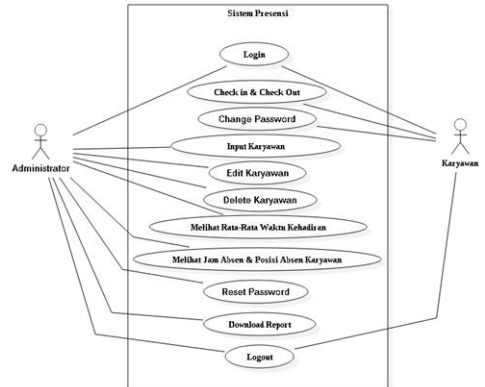 Sistem Presensi
Login
Check in & Check Out
Change Password
Input Karyawan
Edit Karyawan
Delete Karyawan
Melihat Rata-Rata Waktu Kehadiran
Melihat Jam Absen & Posisi Absen Karyawan
Reset Password
Download Report
Logout
Administrator
Karyawan